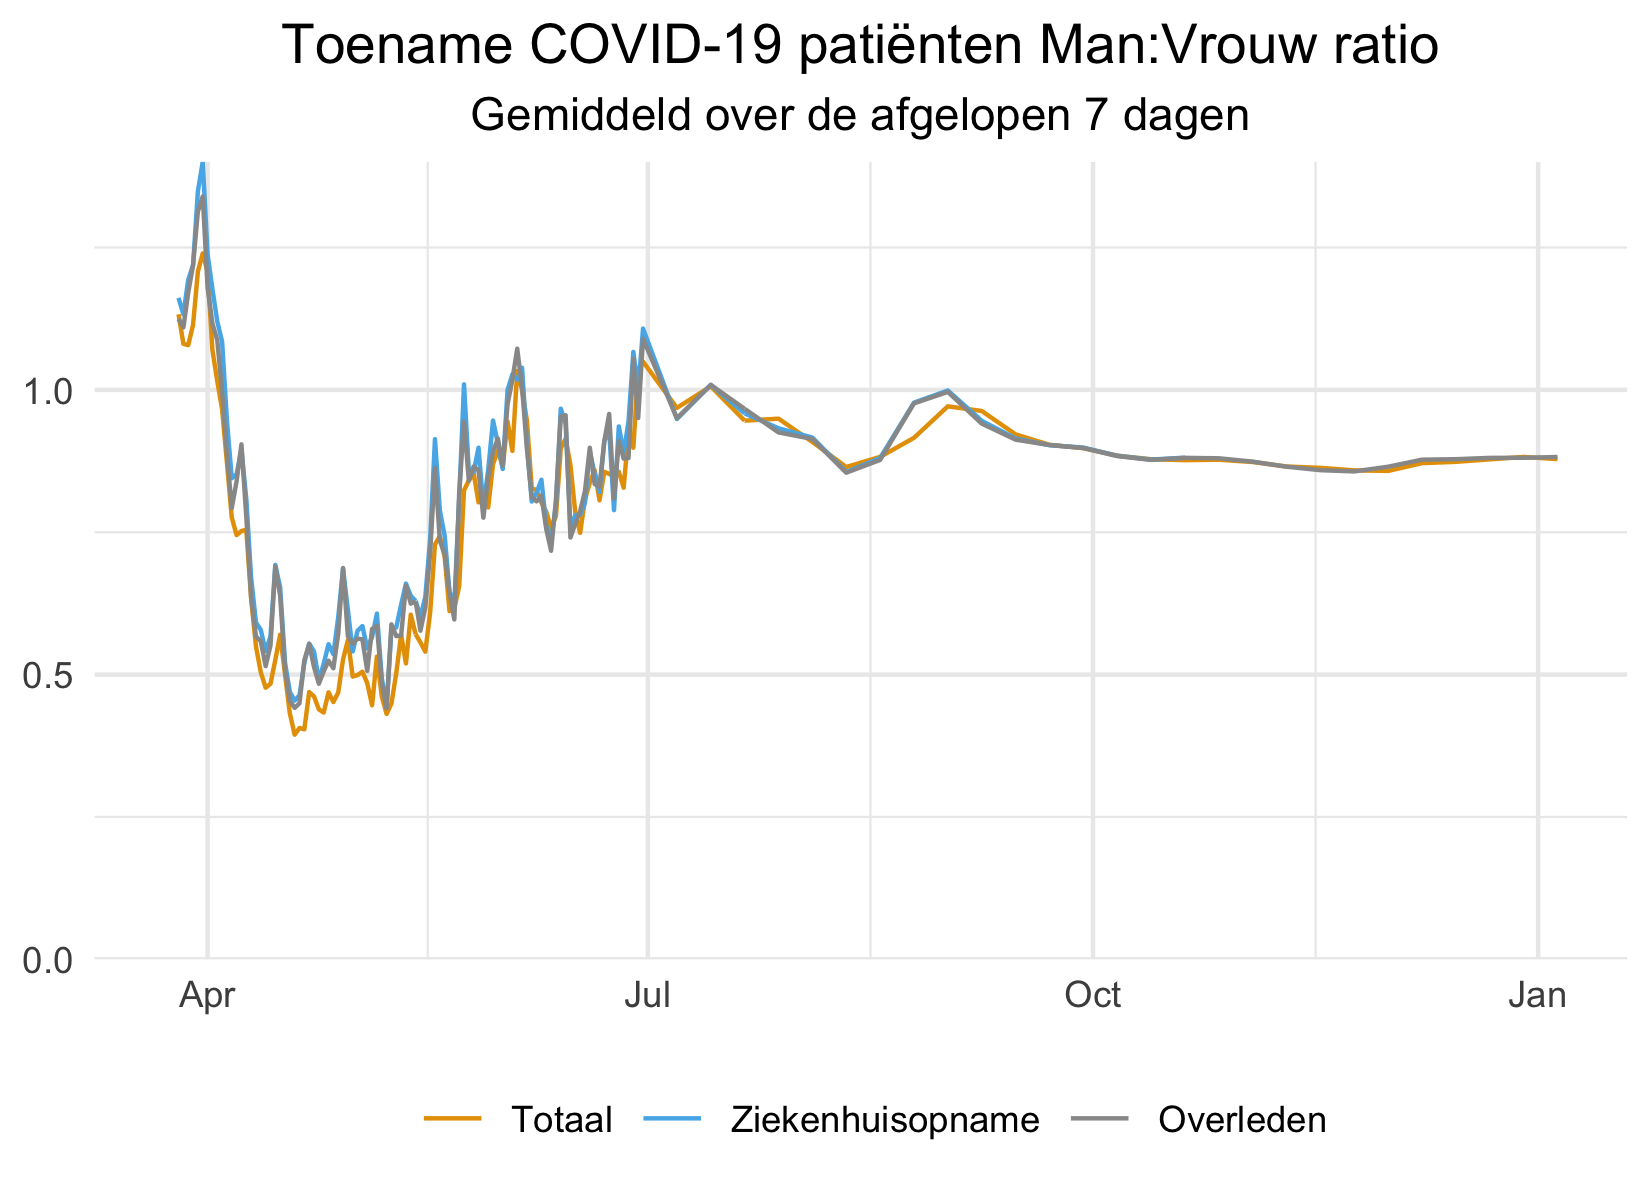 Toename COVID-19 patiënten Man:Vrouw ratio
Gemiddeld over de afgelopen 7 dagen
1.0
0.5
0.0
Apr Jul Oct Jan
Totaal Ziekenhuisopname Overleden